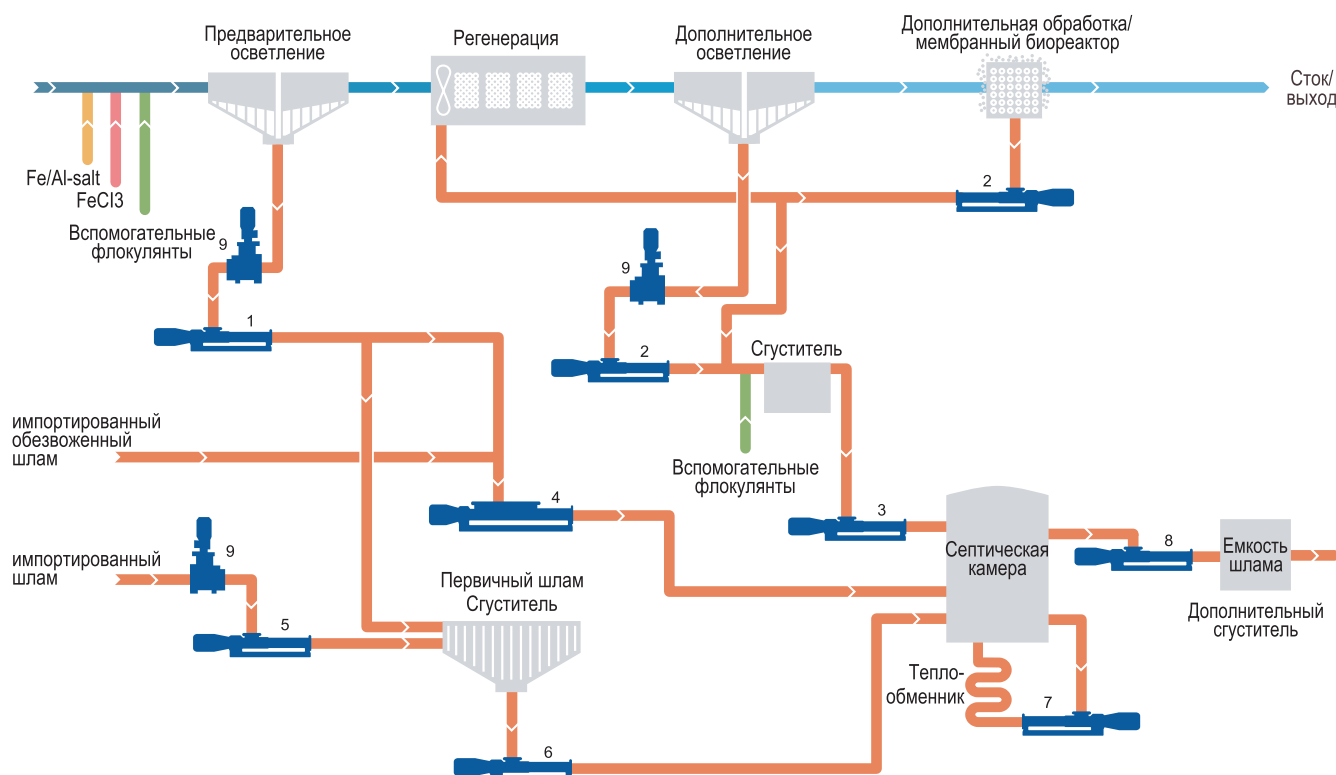 Предварительное
осветление
Регенерация
Дополнительное
осветление
Дополнительная обработка/
мембранный биореактор
Сток/
выход
Fe/Al-salt
FeCl3
Вспомогательные
флокулянты
9
1
2
9
2
Сгуститель
Вспомогательные
флокулянты
импортированный
обезвоженный
шлам
4
3
импортированный
шлам
9
5
Первичный шлам
Сгуститель
6
Септическая
камера
8
Емкость
шлама
Дополнительный
сгуститель
Тепло-
обменник
7